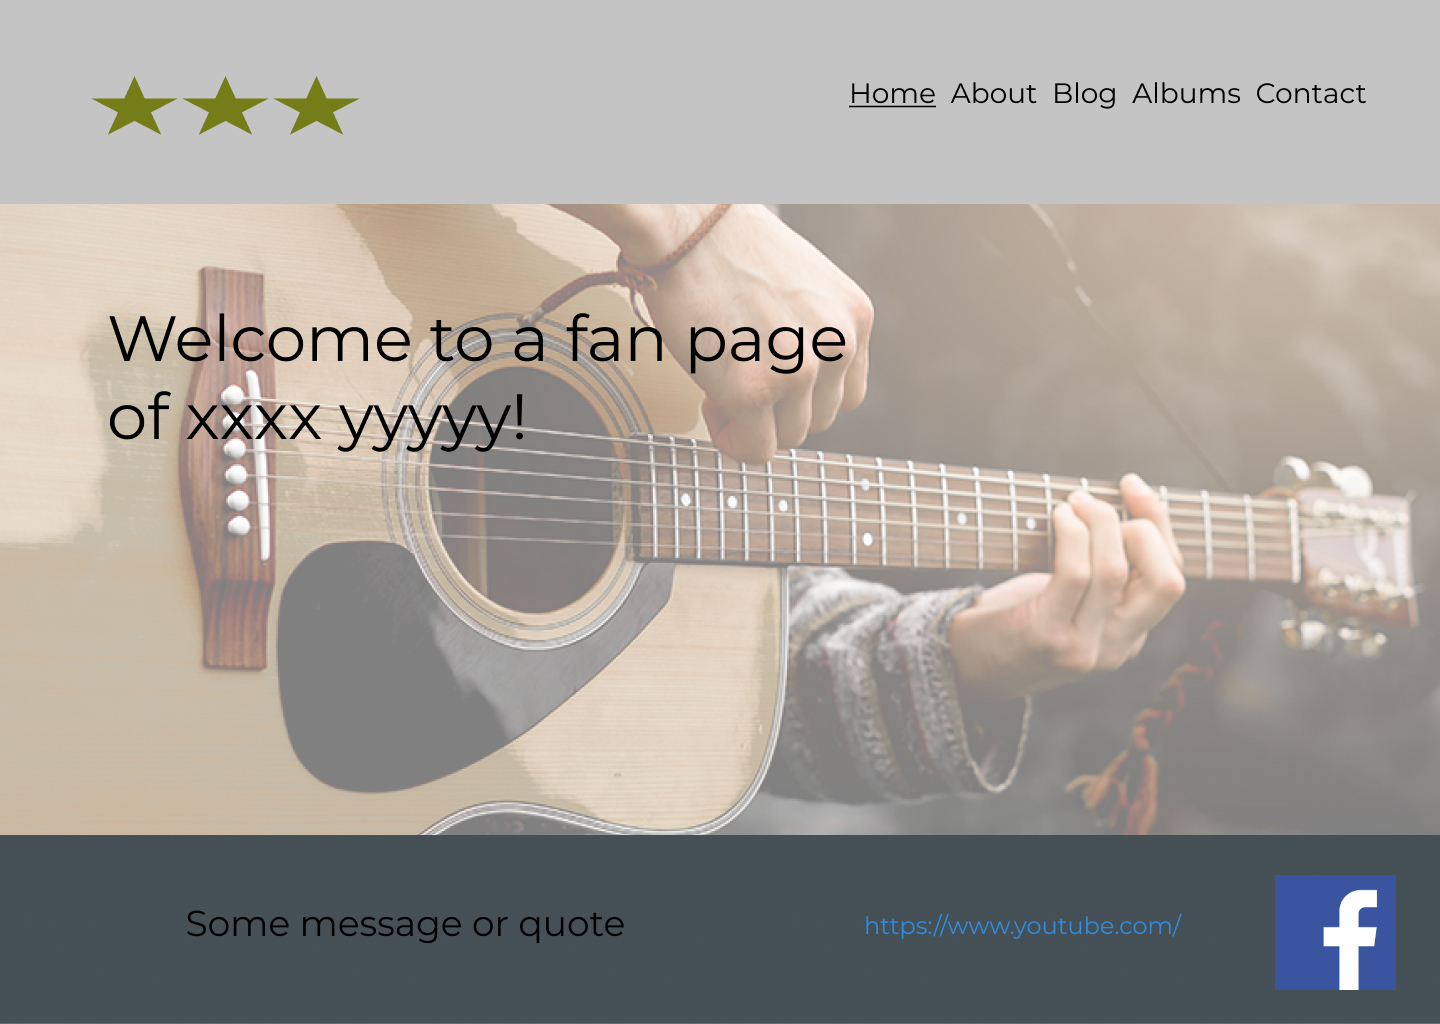 Home About Blog Albums Contact
Welcome to a fan page
of xxxx yyyyy!
Some message or quote
https://www.youtube.com/
f